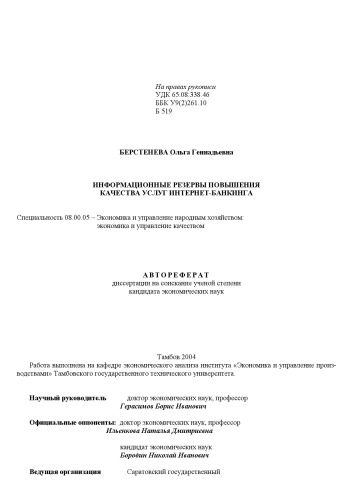 На правах рукописи
УДК 65.08:338.46
ББК У9(2)261.10
Б 519
БЕРСТЕНЕВА Ольга Геннадьевна
ИНФОРМАЦИОННЫЕ РЕЗЕРВЫ ПОВЫШЕНИЯ
КАЧЕСТВА УСЛУГ ИНТЕРНЕТ-БАНКИНГА
Специальность 08.00.05 – Экономика и управление народным хозяйством:
экономика и управление качеством
АВТОРЕФЕРАТ
диссертации на соискание ученой степени
кандидата экономических наук
Тамбов 2004
Работа выполнена на кафедре экономического анализа института «Экономика и управление произ-
водствами» Тамбовского государственного технического университета.
Научный руководитель доктор экономических наук, профессор
Герасимов Борис Иванович
Официальные оппоненты: доктор экономических наук, профессор
Ильенкова Наталья Дмитриевна
кандидат экономических наук
Бородин Николай Иванович
Ведущая организация Саратовский государственный